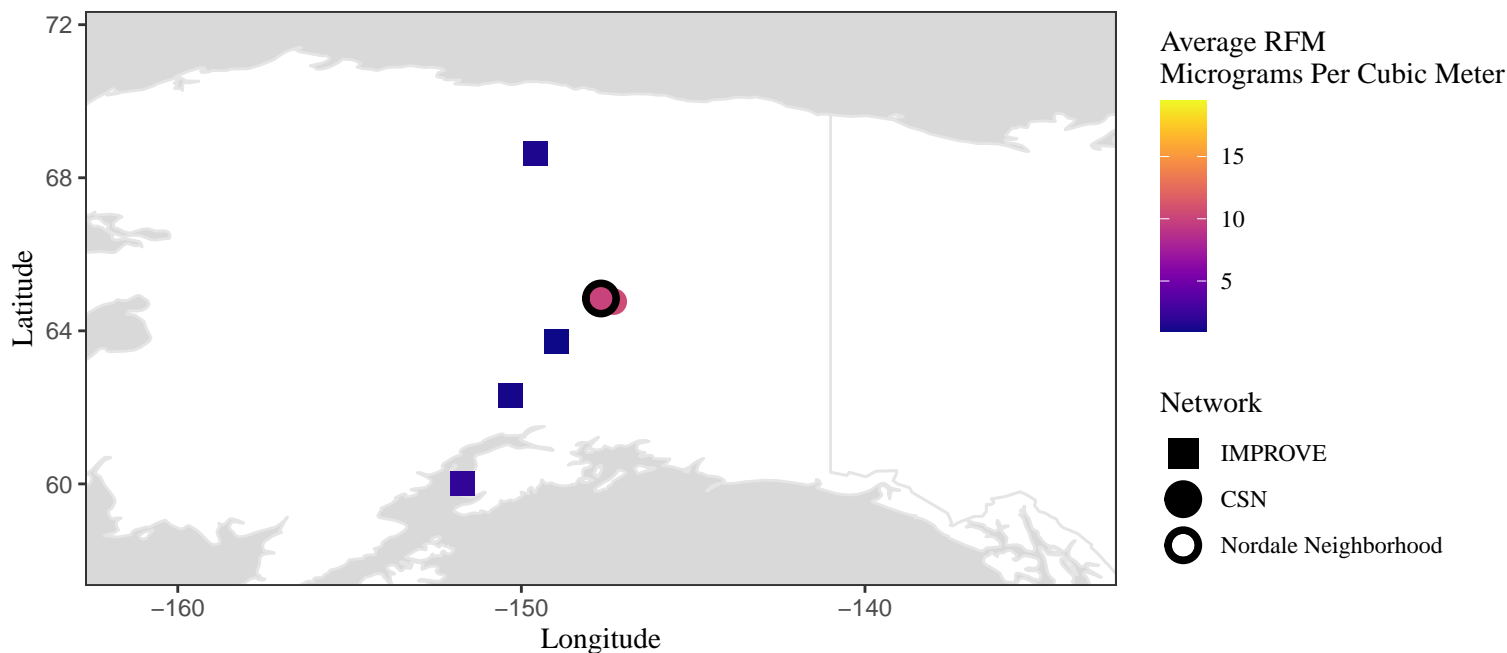 72
68
64
60
Latitude
−160
−150
−140
Longitude
Average RFM
Micrograms Per Cubic Meter
15
10
5
Network
IMPROVE
CSN
Nordale Neighborhood